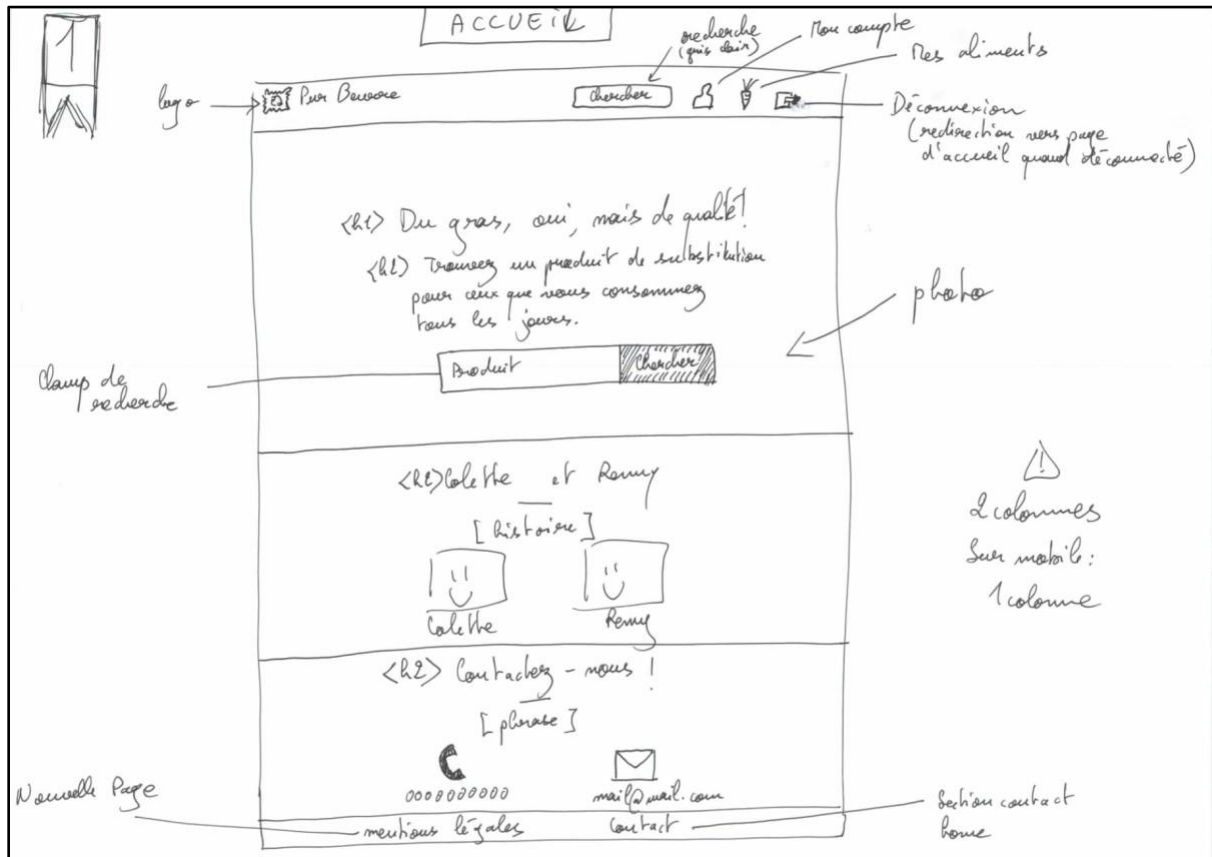 1
ACCUEIL
recherche
(gris clair)
Mon compte
Mes aliments
logo
Pur Beurre
Chercher
Déconnexion
(redirection vers page
d'accueil quand déconnecté)
<h1> Du gras, oui, mais de qualité!
<h2> Trouvez un produit de substitution
pour ceux que vous consommez
tous les jours.
photo
Champ de
recherche
Produit
Chercher
<h2> Colette et Remy
[histoire]
Colette
Remy
2 colonnes
Sur mobile:
1 colonne
<h2> Contactez-nous!
[phrase]
0000000000
mail@mail.com
Nouvelle Page
mentions légales
Contact
Section contact
home